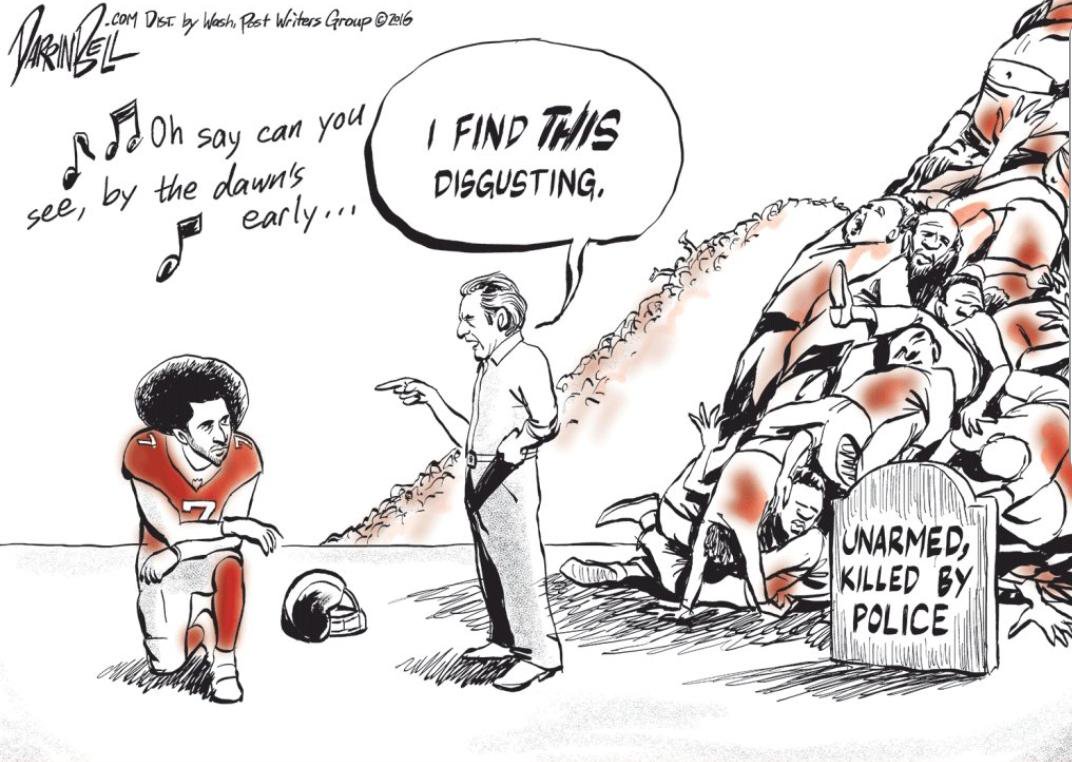 DARRINBELL.COM DIST. by Wash. Post Writers Group ©2016
Oh say can you
see, by the dawn's
early...
I FIND THIS
DISGUSTING.
7
7
UNARMED,
KILLED BY
POLICE